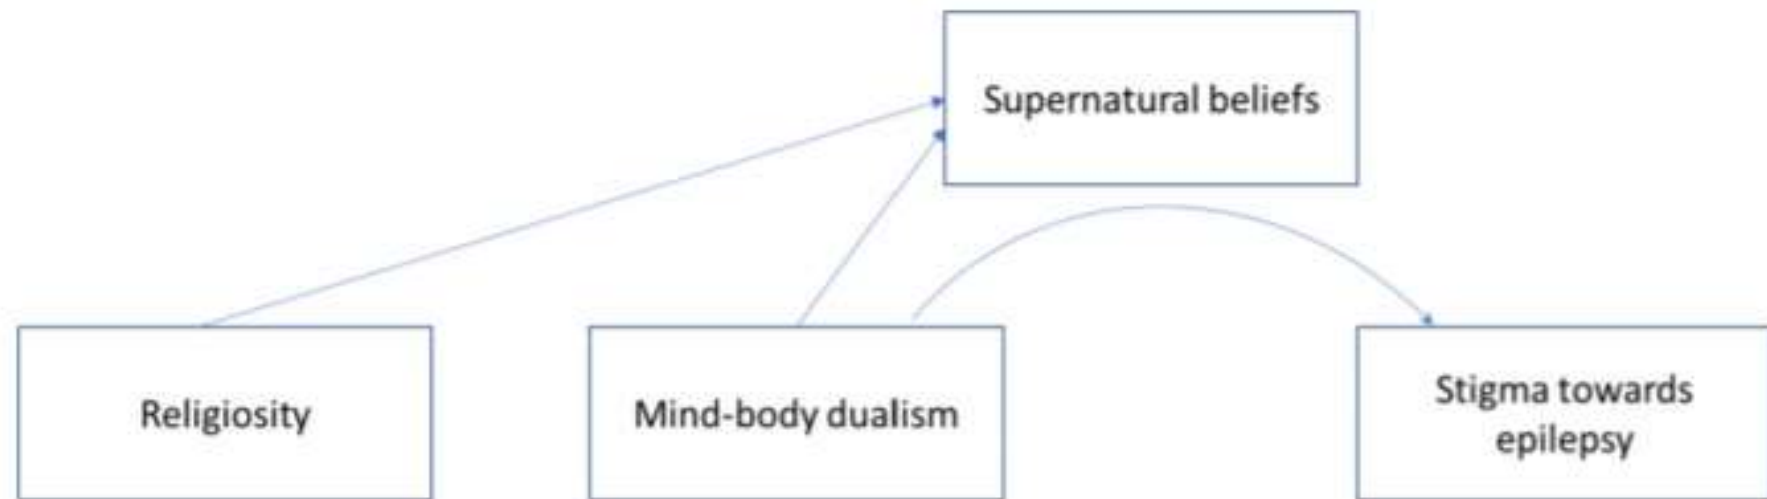 Supernatural beliefs
Religiosity
Mind-body dualism
Stigma towards
epilepsy